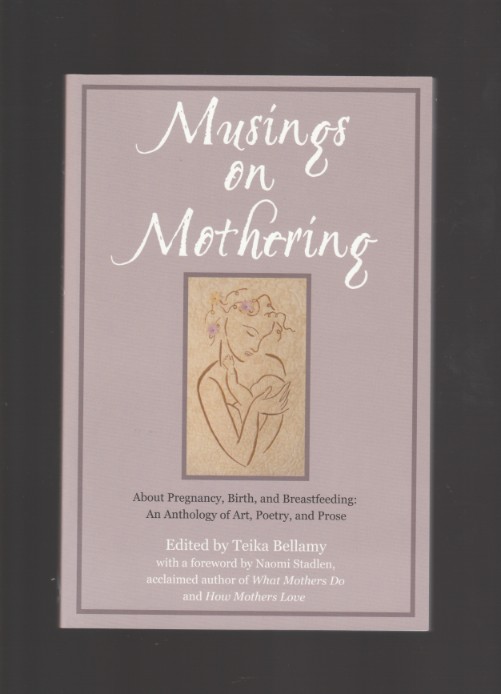 Musings
on
Mothering
About Pregnancy, Birth, and Breastfeeding:
An Anthology of Art, Poetry, and Prose
Edited by Teika Bellamy
with a foreword by Naomi Stadlen,
acclaimed author of What Mothers Do
and How Mothers Love